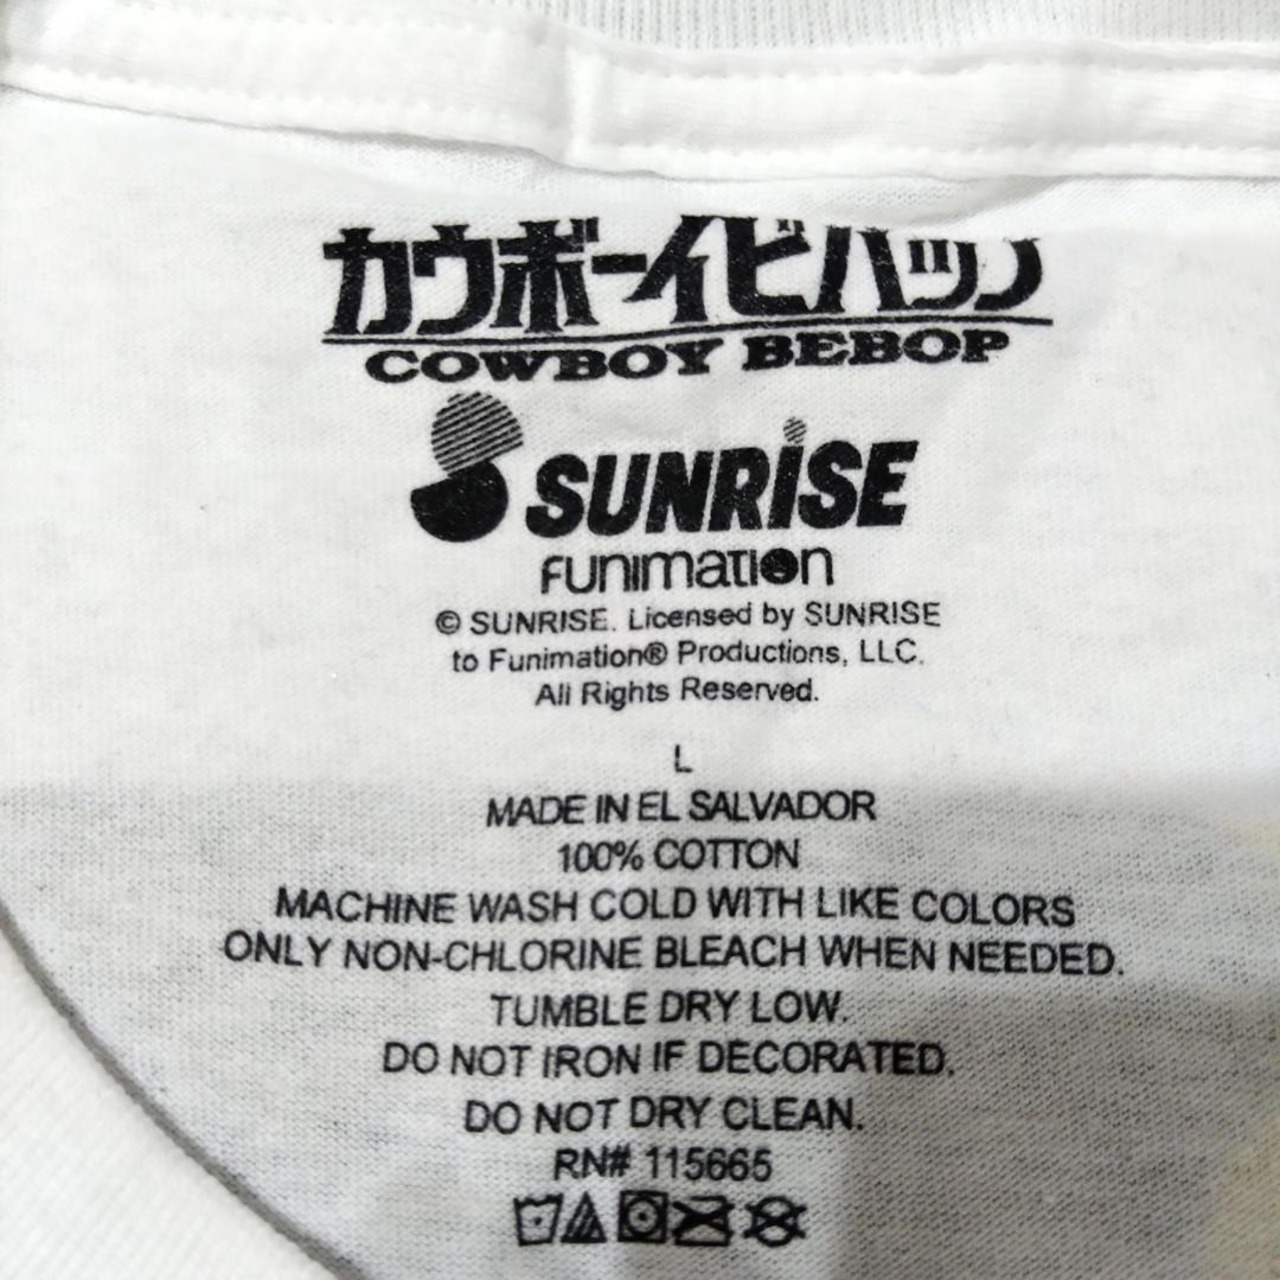 カウボーイビバップ
COWBOY BEBOP
SUNRISE
FUNIMATION
© SUNRISE. Licensed by SUNRISE
to Funimation® Productions, LLC.
All Rights Reserved.
L
MADE IN EL SALVADOR
100% COTTON
MACHINE WASH COLD WITH LIKE COLORS
ONLY NON-CHLORINE BLEACH WHEN NEEDED.
TUMBLE DRY LOW.
DO NOT IRON IF DECORATED.
DO NOT DRY CLEAN.
RN# 115665